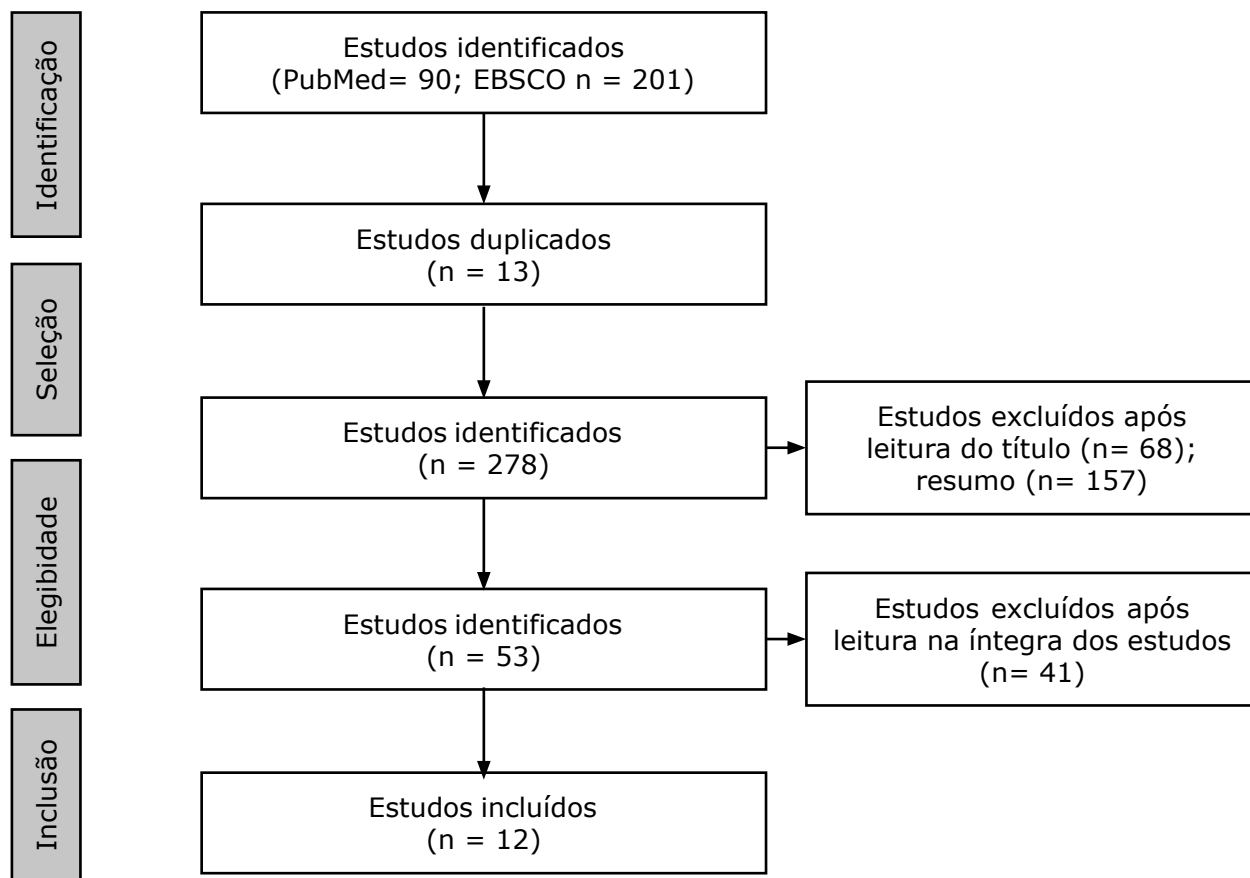 Identificação
Estudos identificados
(PubMed= 90; EBSCO n = 201)
Estudos duplicados
(n = 13)
Seleção
Estudos identificados
(n = 278)
Estudos excluídos após
leitura do título (n= 68);
resumo (n= 157)
Elegibidade
Estudos identificados
(n = 53)
Estudos excluídos após
leitura na íntegra dos estudos
(n= 41)
Inclusão
Estudos incluídos
(n = 12)